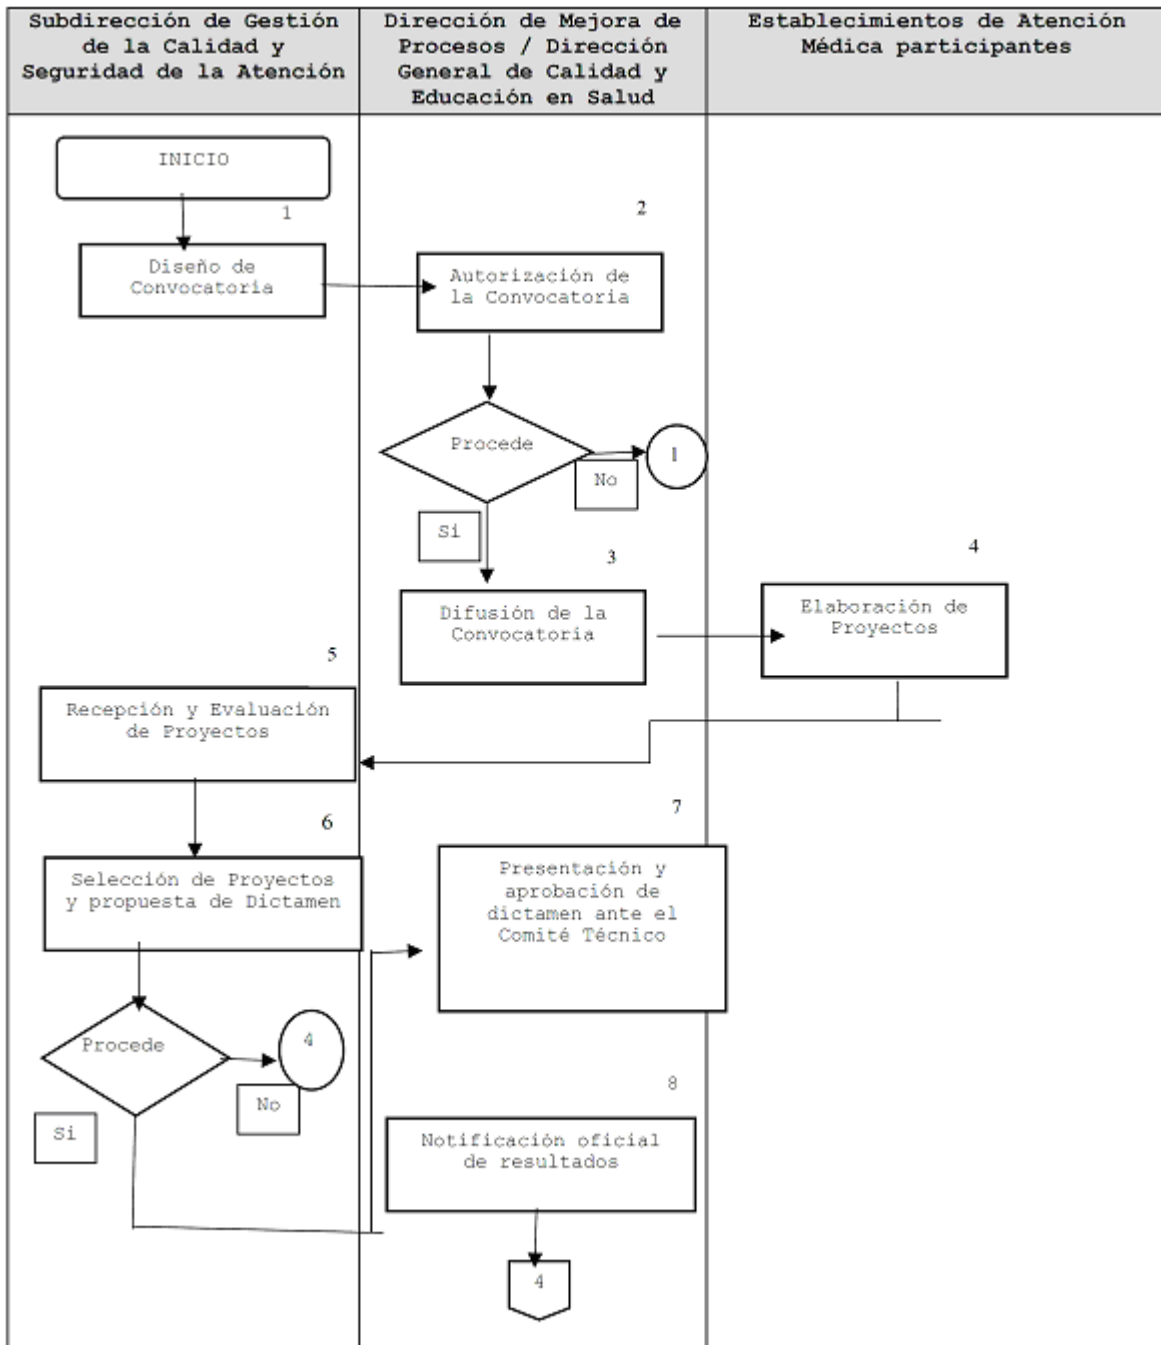 Subdirección de Gestión
de la Calidad y
Seguridad de la Atención
Dirección de Mejora de
Procesos / Dirección
General de Calidad y
Educación en Salud
Establecimientos de Atención
Médica participantes
INICIO
1
Diseño de
Convocatoria
2
Autorización de
la Convocatoria
Procede
1
No
Si
3
Difusión de la
Convocatoria
4
Elaboración de
Proyectos
5
Recepción y Evaluación
de Proyectos
6
Selección de Proyectos
y propuesta de Dictamen
7
Presentación y
aprobación de
dictamen ante el
Comité Técnico
Procede
4
No
Si
8
Notificación oficial
de resultados
4